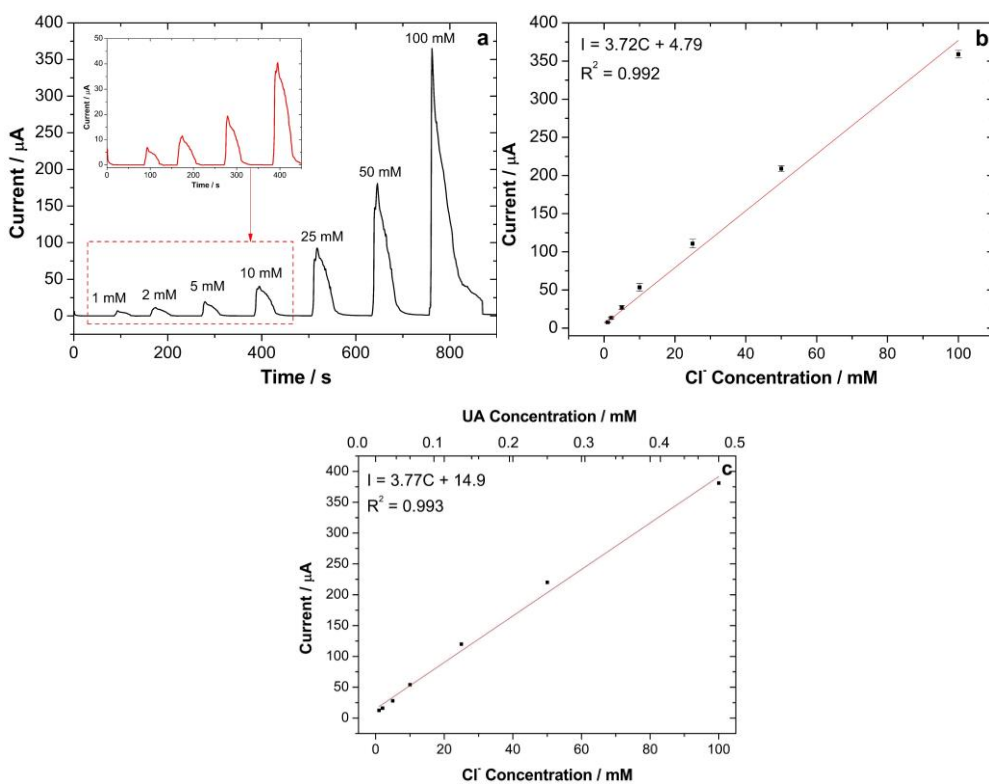 a
400
350
300
250
200
150
100
50
0
Current / µA
0 200 400 600 800
Time / s
1 mM
2 mM
5 mM
10 mM
25 mM
50 mM
100 mM
50
40
30
20
10
0
Current / µA
0 100 200 300 400
Time / s
b
I = 3.72C + 4.79
R² = 0.992
400
350
300
250
200
150
100
50
0
Current / µA
0 20 40 60 80 100
Cl⁻ Concentration / mM
UA Concentration / mM
0.0 0.1 0.2 0.3 0.4 0.5
c
I = 3.77C + 14.9
R² = 0.993
400
350
300
250
200
150
100
50
0
Current / µA
0 20 40 60 80 100
Cl⁻ Concentration / mM